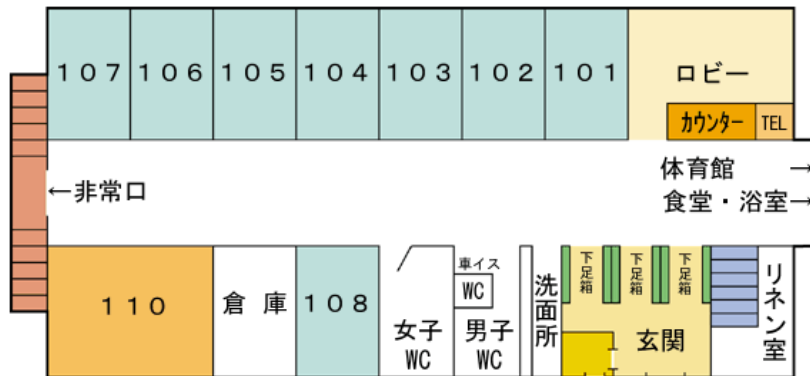 １０７
１０６
１０５
１０４
１０３
１０２
１０１
ロビー
カウンター
TEL
体育館　→
食堂・浴室→
←非常口
１１０
倉 庫
１０８
女子
WC
車イス
WC
男子
WC
洗面所
下足箱
下足箱
下足箱
玄関
リネン室